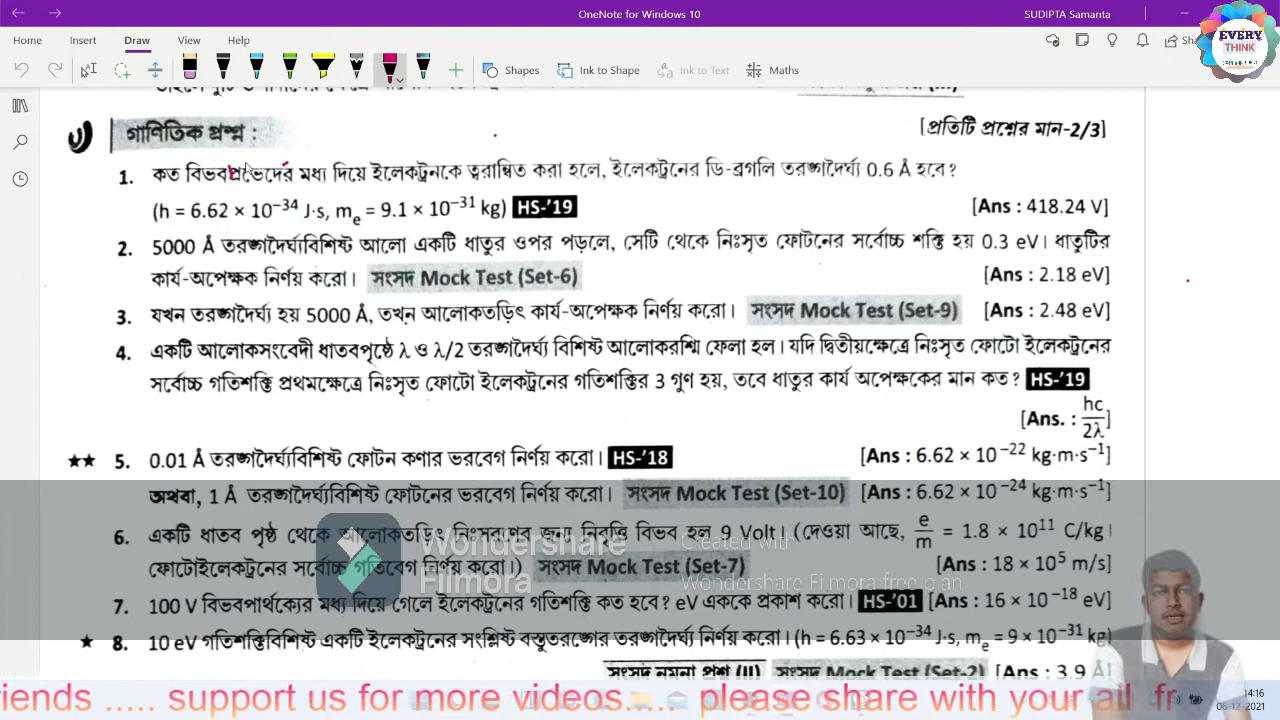 OneNote for Windows 10
SUDIPTA Samanta
Home Insert Draw View Help
EVERY
THINK
Shapes Ink to Shape Ink to Text Maths
গাণিতিক প্রশ্ন :
[প্রতিটি প্রশ্নের মান-2/3]
1. কত বিভবপ্রভেদের মধ্য দিয়ে ইলেকট্রনকে ত্বরান্বিত করা হলে, ইলেকট্রনের ডি-ব্রগলি তরঙ্গদৈর্ঘ্য 0.6 Å হবে?
(h = 6.62 × 10⁻³⁴ J·s, mₑ = 9.1 × 10⁻³¹ kg) HS-'19 [Ans : 418.24 V]
2. 5000 Å তরঙ্গদৈর্ঘ্যবিশিষ্ট আলো একটি ধাতুর ওপর পড়লে, সেটি থেকে নিঃসৃত ফোটনের সর্বোচ্চ শক্তি হয় 0.3 eV। ধাতুটির
কার্য-অপেক্ষক নির্ণয় করো। সংসদ Mock Test (Set-6) [Ans : 2.18 eV]
3. যখন তরঙ্গদৈর্ঘ্য হয় 5000 Å, তখন আলোকতড়িৎ কার্য-অপেক্ষক নির্ণয় করো। সংসদ Mock Test (Set-9) [Ans : 2.48 eV]
4. একটি আলোকসংবেদী ধাতবপৃষ্ঠে λ ও λ/2 তরঙ্গদৈর্ঘ্য বিশিষ্ট আলোকরশ্মি ফেলা হল। যদি দ্বিতীয়ক্ষেত্রে নিঃসৃত ফোটো ইলেকট্রনের
সর্বোচ্চ গতিশক্তি প্রথমক্ষেত্রে নিঃসৃত ফোটো ইলেকট্রনের গতিশক্তির 3 গুণ হয়, তবে ধাতুর কার্য অপেক্ষকের মান কত? HS-'19
[Ans. : hc/2λ]
★★ 5. 0.01 Å তরঙ্গদৈর্ঘ্যবিশিষ্ট ফোটন কণার ভরবেগ নির্ণয় করো। HS-'18 [Ans : 6.62 × 10⁻²² kg·m·s⁻¹]
অথবা, 1 Å তরঙ্গদৈর্ঘ্যবিশিষ্ট ফোটনের ভরবেগ নির্ণয় করো। সংসদ Mock Test (Set-10) [Ans : 6.62 × 10⁻²⁴ kg·m·s⁻¹]
6. একটি ধাতব পৃষ্ঠ থেকে আলোকতড়িৎ নিঃসরণের জন্য নিবৃত্তি বিভব হল 9 Volt। (দেওয়া আছে, e/m = 1.8 × 10¹¹ C/kg।
ফোটোইলেকট্রনের সর্বোচ্চ গতিবেগ নির্ণয় করো।) সংসদ Mock Test (Set-7) [Ans : 18 × 10⁵ m/s]
Wondershare
Filmora
Created with
Wondershare Filmora free plan
7. 100 V বিভবপার্থক্যের মধ্য দিয়ে গেলে ইলেকট্রনের গতিশক্তি কত হবে? eV এককে প্রকাশ করো। HS-'01 [Ans : 16 × 10⁻¹⁸ eV]
★ 8. 10 eV গতিশক্তিবিশিষ্ট একটি ইলেকট্রনের সংশ্লিষ্ট বস্তুতরঙ্গের তরঙ্গদৈর্ঘ্য নির্ণয় করো। (h = 6.63 × 10⁻³⁴ J·s, mₑ = 9 × 10⁻³¹ kg)
সংসদ নমুনা প্রশ্ন (II) সংসদ Mock Test (Set-2) [Ans : 3.9 Å]
friends ..... support us for more videos..... please share with your all fr
14:16
06-12-2021